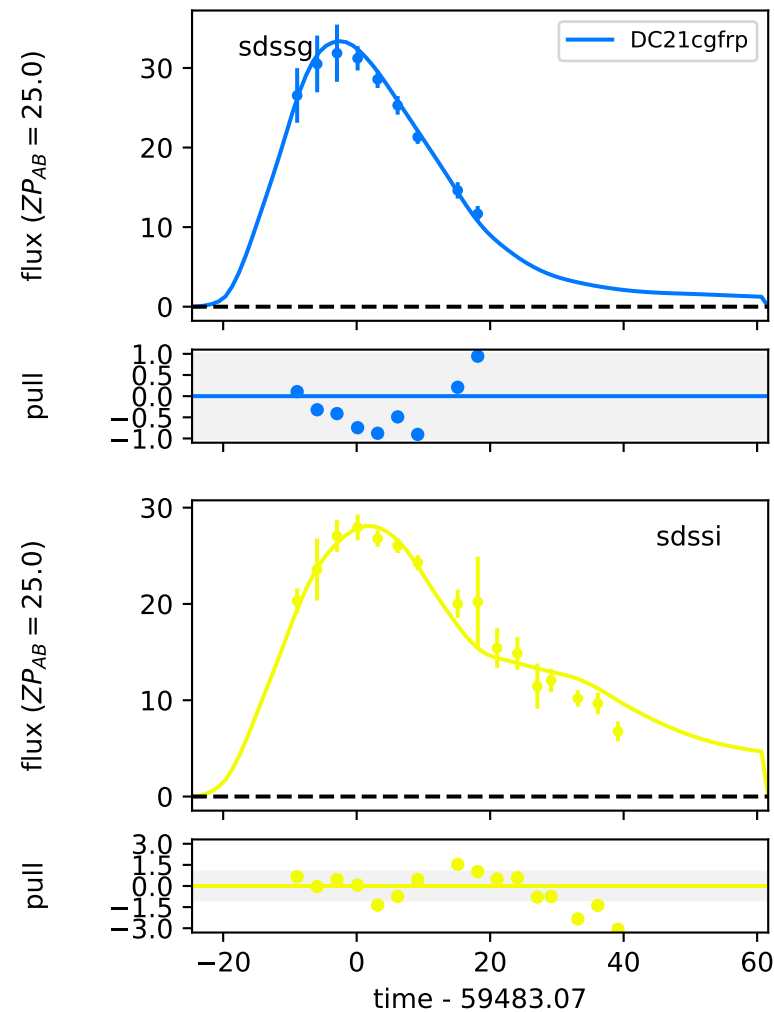 sdssg
DC21cgfrp
flux (ZP_AB = 25.0)
30
20
10
0
pull
1.0
0.5
0.0
−0.5
−1.0
sdssi
flux (ZP_AB = 25.0)
30
20
10
0
pull
3.0
1.5
0.0
−1.5
−3.0
−20 0 20 40 60
time - 59483.07